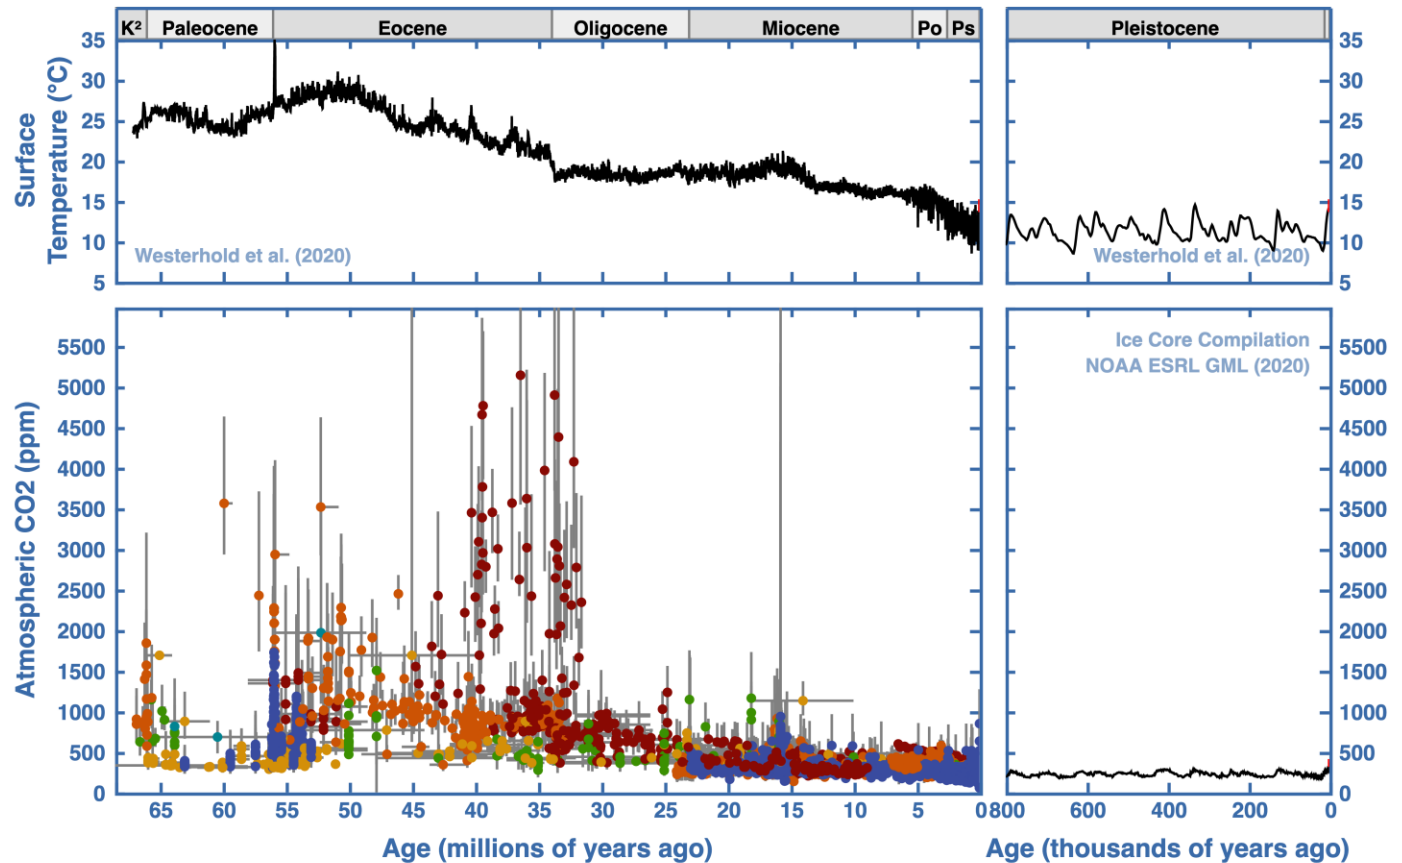 K² Paleocene Eocene Oligocene Miocene Po Ps Pleistocene
35 35
30 30
25 25
20 20
15 15
10 10
5 5
Surface
Temperature (°C)
Westerhold et al. (2020) Westerhold et al. (2020)
Ice Core Compilation
NOAA ESRL GML (2020)
5500 5500
5000 5000
4500 4500
4000 4000
3500 3500
3000 3000
2500 2500
2000 2000
1500 1500
1000 1000
500 500
0 0
Atmospheric CO2 (ppm)
65 60 55 50 45 40 35 30 25 20 15 10 5 0 800 600 400 200 0
Age (millions of years ago) Age (thousands of years ago)